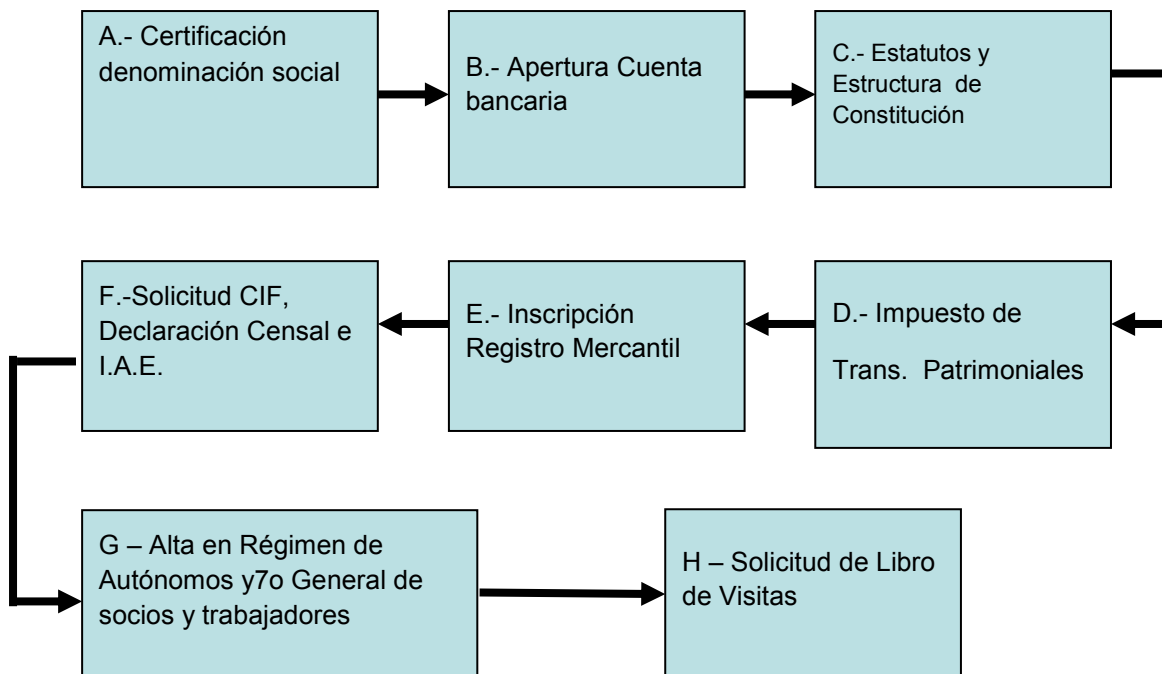 A.- Certificación
denominación social
B.- Apertura Cuenta
bancaria
C.- Estatutos y
Estructura de
Constitución
D.- Impuesto de
Trans. Patrimoniales
E.- Inscripción
Registro Mercantil
F.-Solicitud CIF,
Declaración Censal e
I.A.E.
G – Alta en Régimen de
Autónomos y7o General de
socios y trabajadores
H – Solicitud de Libro
de Visitas